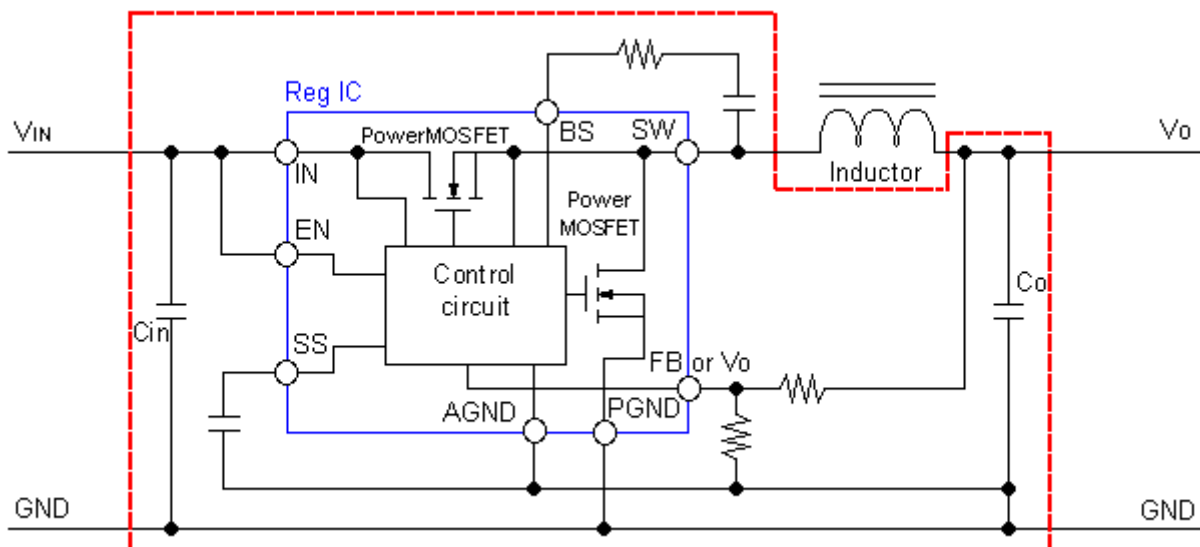 Reg IC
VIN
PowerMOSFET
BS
SW
Vo
IN
Inductor
Power
MOSFET
EN
Control
circuit
Cin
Co
SS
FB or Vo
AGND
PGND
GND
GND